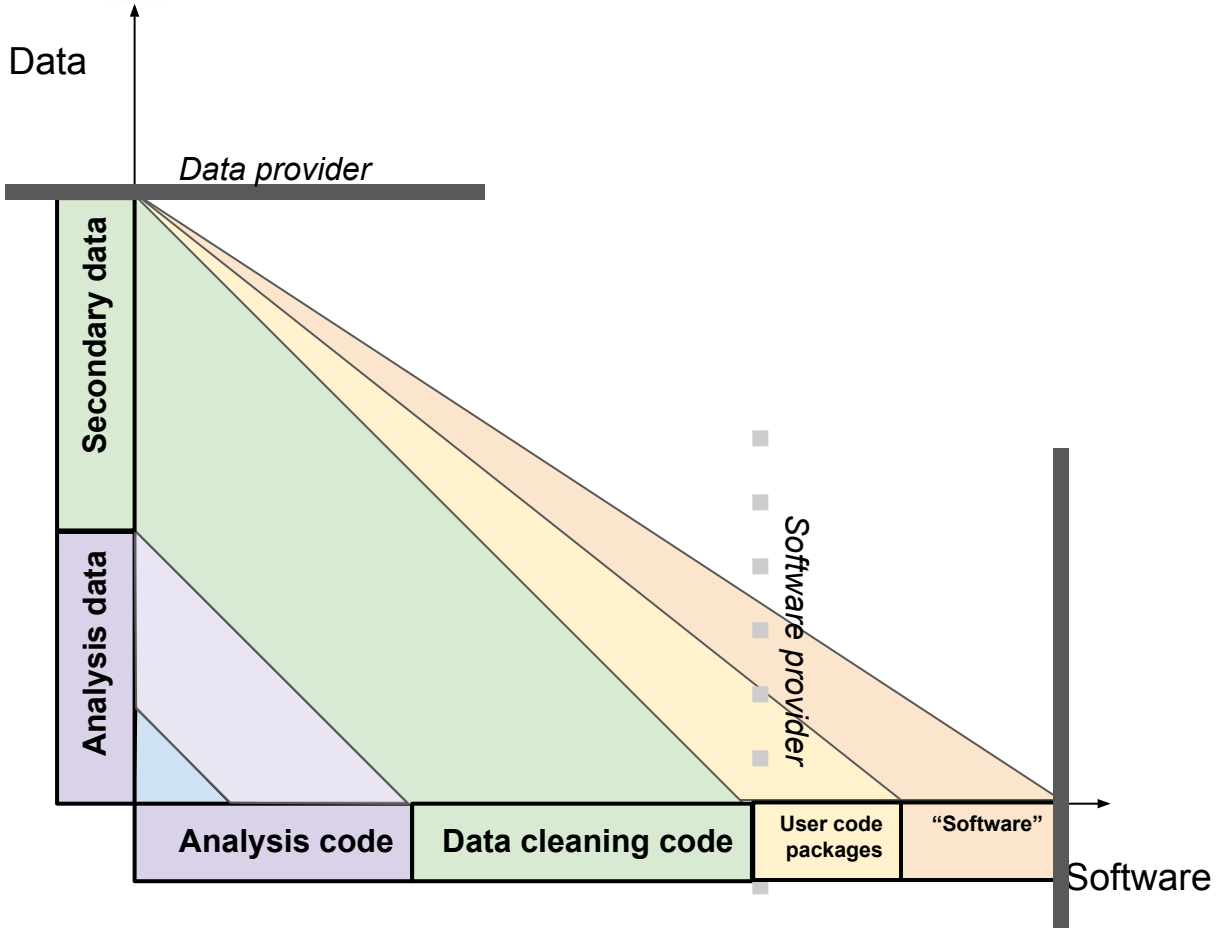 Data
Data provider
Secondary data
Analysis data
Software provider
Analysis code
Data cleaning code
User code
packages
“Software”
Software